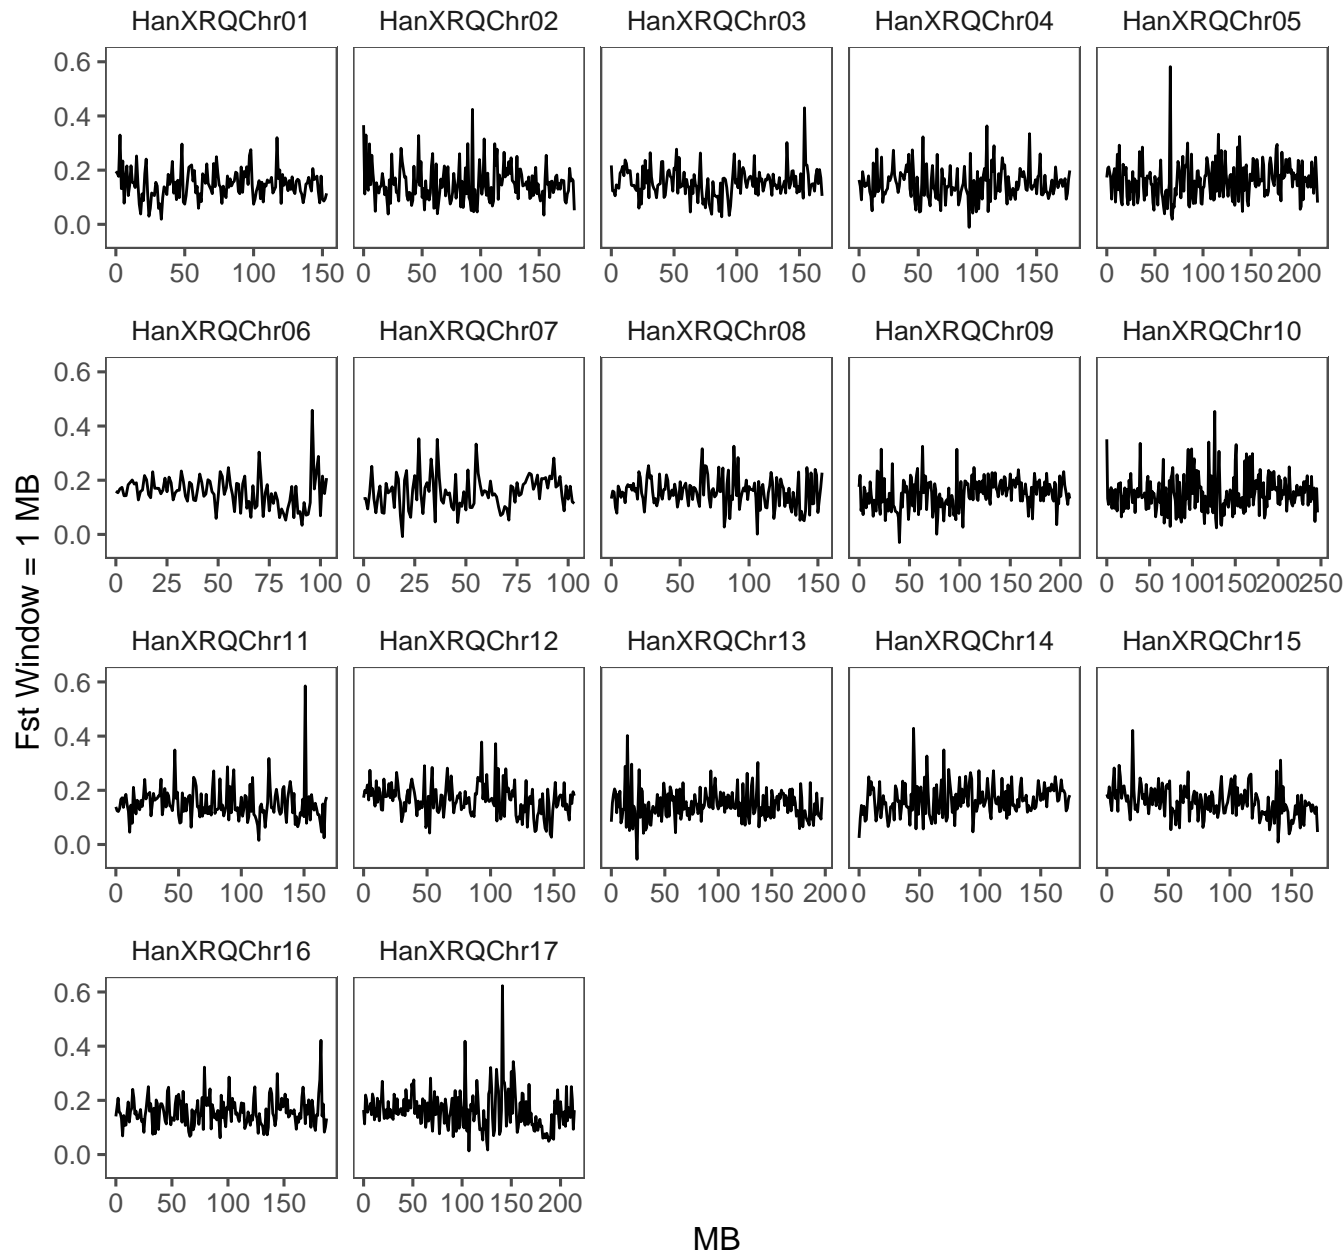 HanXRQChr01 HanXRQChr02 HanXRQChr03 HanXRQChr04 HanXRQChr05
0.6
0.4
0.2
0.0
0 50 100 150 0 50 100 150 0 50 100 150 0 50 100 150 0 50 100 150 200
HanXRQChr06 HanXRQChr07 HanXRQChr08 HanXRQChr09 HanXRQChr10
0.6
0.4
0.2
0.0
0 25 50 75 100 0 25 50 75 100 0 50 100 150 0 50 100 150 200 0 50 100 150 200 250
Fst Window = 1 MB
HanXRQChr11 HanXRQChr12 HanXRQChr13 HanXRQChr14 HanXRQChr15
0.6
0.4
0.2
0.0
0 50 100 150 0 50 100 150 0 50 100 150 200 0 50 100 150 0 50 100 150
HanXRQChr16 HanXRQChr17
0.6
0.4
0.2
0.0
0 50 100 150 0 50 100 150 200
MB